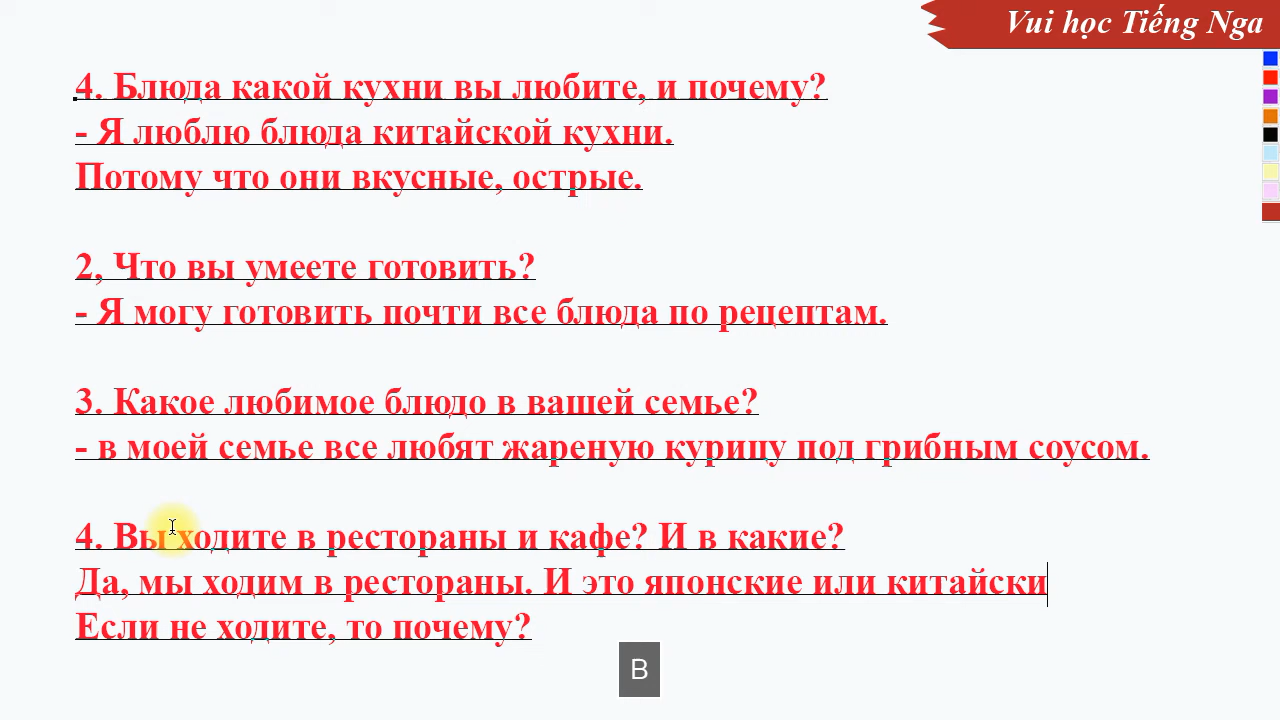 Vui học Tiếng Nga
4. Блюда какой кухни вы любите, и почему?
- Я люблю блюда китайской кухни.
Потому что они вкусные, острые.
2, Что вы умеете готовить?
- Я могу готовить почти все блюда по рецептам.
3. Какое любимое блюдо в вашей семье?
- в моей семье все любят жареную курицу под грибным соусом.
4. Вы ходите в рестораны и кафе? И в какие?
Да, мы ходим в рестораны. И это японские или китайски
Если не ходите, то почему?
B